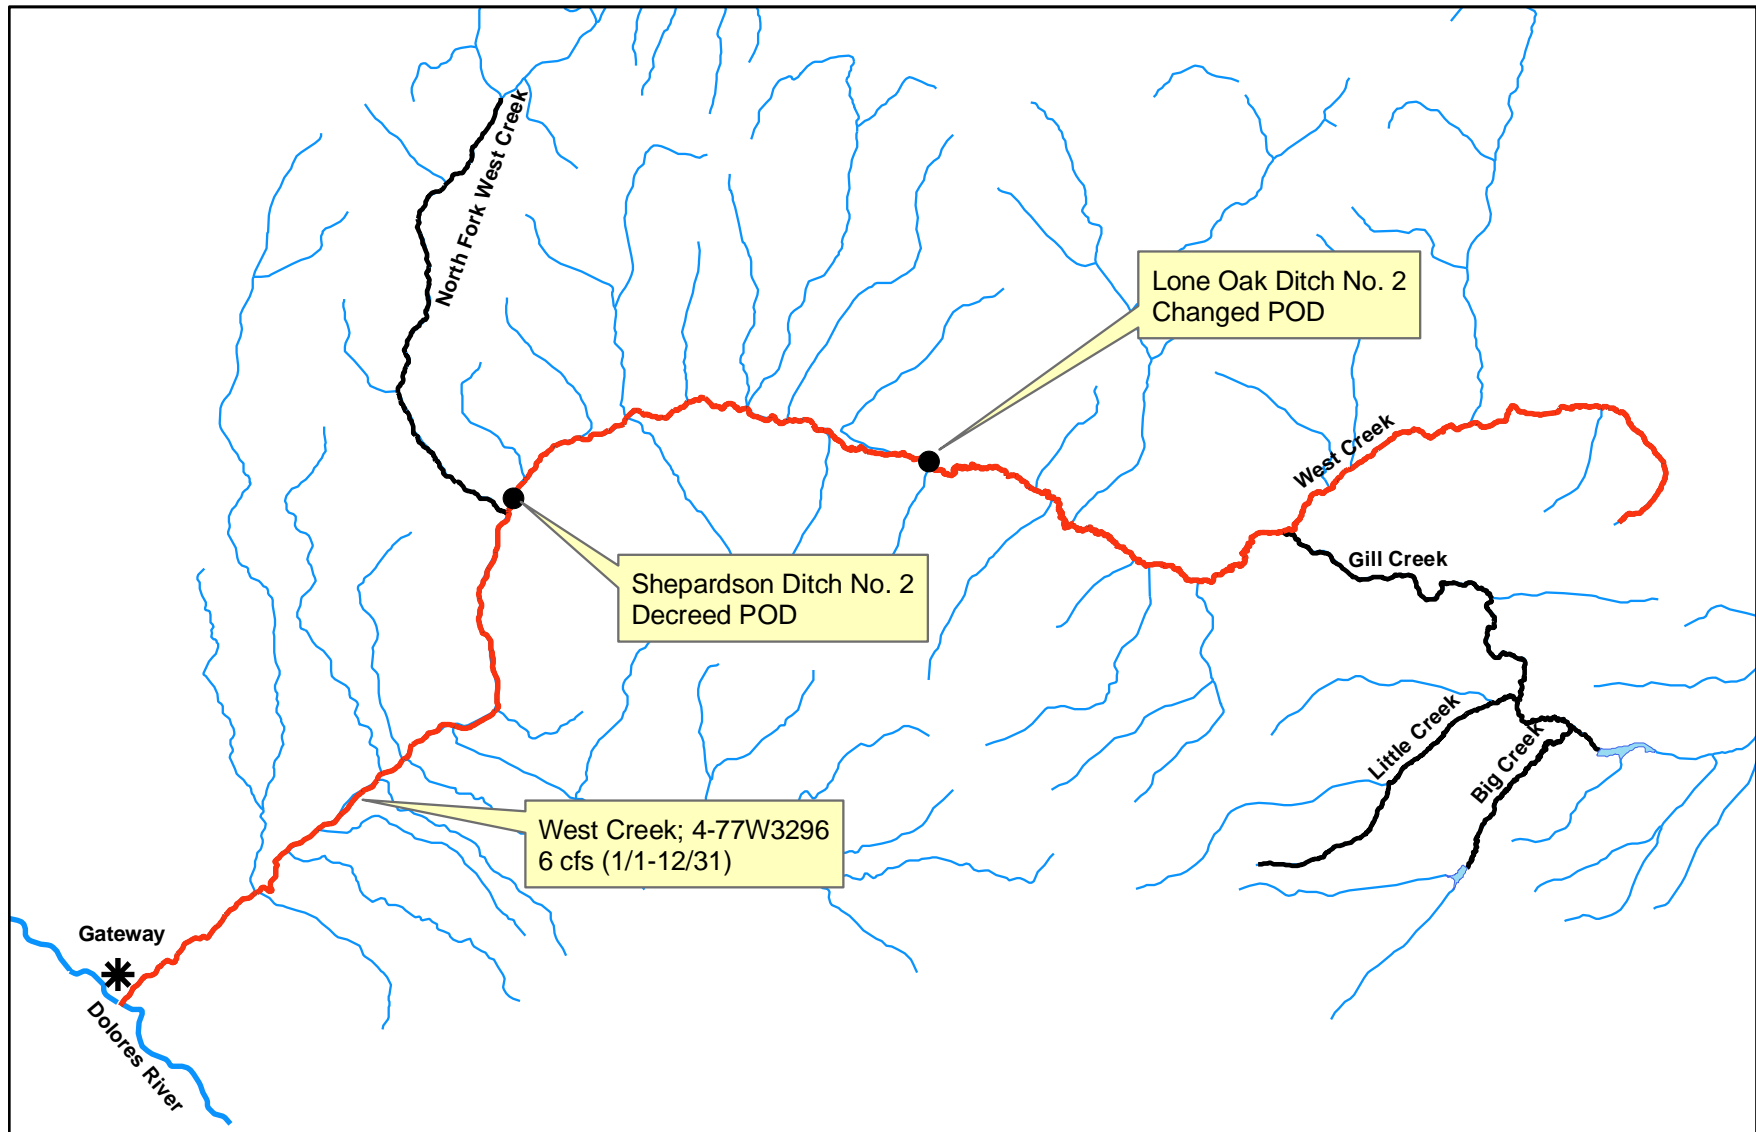 North Fork West Creek
Lone Oak Ditch No. 2
Changed POD
West Creek
Gill Creek
Shepardson Ditch No. 2
Decreed POD
Little Creek
Big Creek
West Creek; 4-77W3296
6 cfs (1/1-12/31)
Gateway
Dolores River